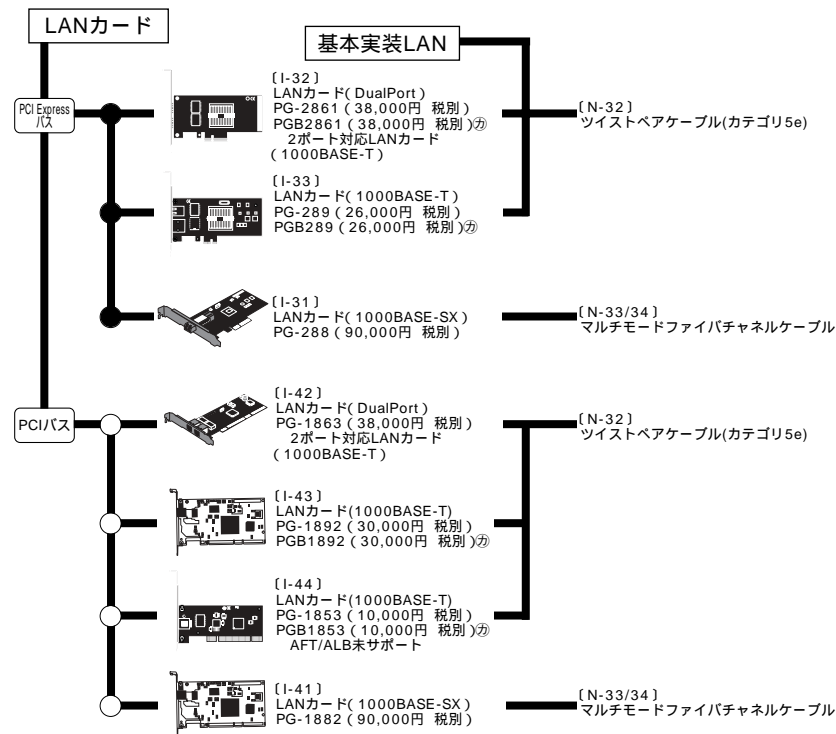 LANカード
基本実装LAN
PCI Express
バス
〔I-32〕
LANカード(DualPort)
PG-2861(38,000円 税別)
PGB2861(38,000円 税別)㋕
2ポート対応LANカード
(1000BASE-T)
〔N-32〕
ツイストペアケーブル(カテゴリ5e)
〔I-33〕
LANカード(1000BASE-T)
PG-289(26,000円 税別)
PGB289(26,000円 税別)㋕
〔I-31〕
LANカード(1000BASE-SX)
PG-288(90,000円 税別)
〔N-33/34〕
マルチモードファイバチャネルケーブル
PCIバス
〔I-42〕
LANカード(DualPort)
PG-1863(38,000円 税別)
2ポート対応LANカード
(1000BASE-T)
〔N-32〕
ツイストペアケーブル(カテゴリ5e)
〔I-43〕
LANカード(1000BASE-T)
PG-1892(30,000円 税別)
PGB1892(30,000円 税別)㋕
〔I-44〕
LANカード(1000BASE-T)
PG-1853(10,000円 税別)
PGB1853(10,000円 税別)㋕
AFT/ALB未サポート
〔I-41〕
LANカード(1000BASE-SX)
PG-1882(90,000円 税別)
〔N-33/34〕
マルチモードファイバチャネルケーブル